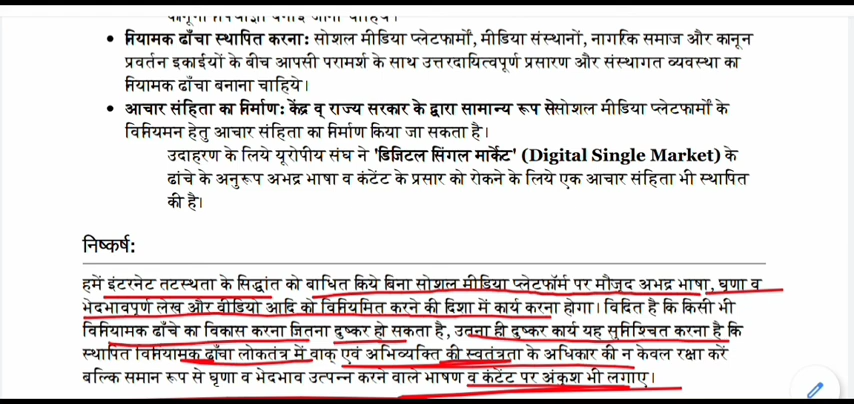 नियामक ढाँचा स्थापित करना: सोशल मीडिया प्लेटफार्मों, मीडिया संस्थानों, नागरिक समाज और कानून
प्रवर्तन इकाईयों के बीच आपसी परामर्श के साथ उत्तरदायित्वपूर्ण प्रसारण और संस्थागत व्यवस्था का
नियामक ढाँचा बनाना चाहिये।
आचार संहिता का निर्माण: केंद्र व राज्य सरकार के द्वारा सामान्य रूप सेसोशल मीडिया प्लेटफार्मों के
विनियमन हेतु आचार संहिता का निर्माण किया जा सकता है।
उदाहरण के लिये यूरोपीय संघ ने 'डिजिटल सिंगल मार्केट' (Digital Single Market) के
ढांचे के अनुरूप अभद्र भाषा व कंटेंट के प्रसार को रोकने के लिये एक आचार संहिता भी स्थापित
की है।
निष्कर्ष:
हमें इंटरनेट तटस्थता के सिद्धांत को बाधित किये बिना सोशल मीडिया प्लेटफॉर्म पर मौजूद अभद्र भाषा, घृणा व
भेदभावपूर्ण लेख और वीडियो आदि को विनियमित करने की दिशा में कार्य करना होगा। विदित है कि किसी भी
विनियामक ढाँचे का विकास करना जितना दुष्कर हो सकता है, उतना ही दुष्कर कार्य यह सुनिश्चित करना है कि
स्थापित विनियामुक ढाँचा लोकतंत्र में वाक् एवं अभिव्यक्ति की स्वतंत्रता के अधिकार की न केवल रक्षा करें
बल्कि समान रूप से घृणा व भेदभाव उत्पन्न करने वाले भाषण व कंटेंट पर अंकुश भी लगाए।